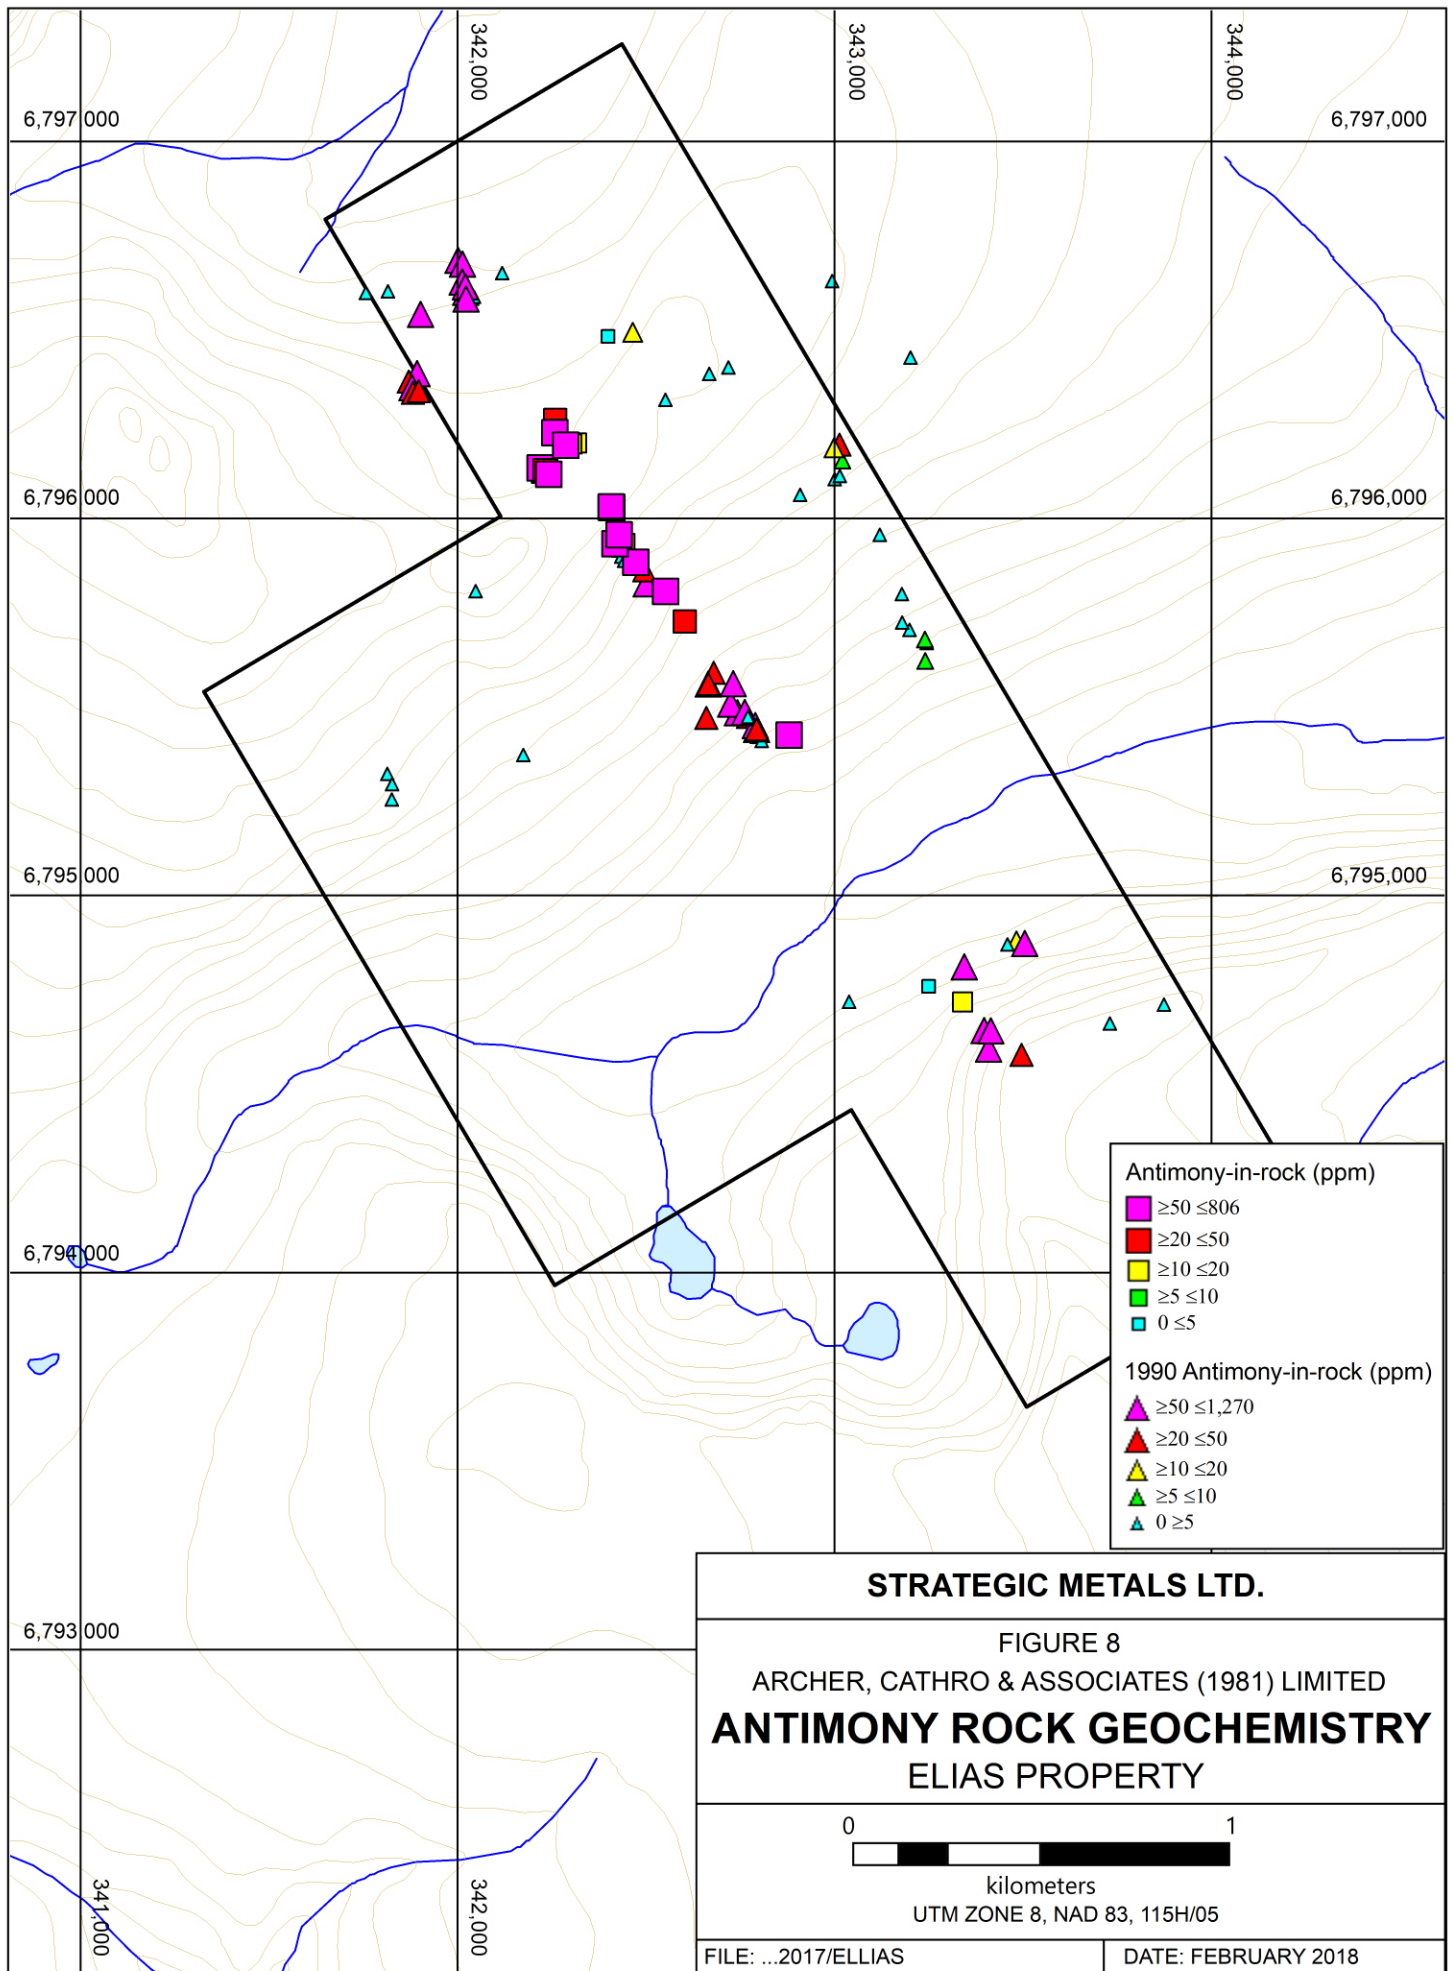 342,000
343,000
344,000
6,797,000
6,797,000
6,796,000
6,796,000
6,795,000
6,795,000
6,794,000
Antimony-in-rock (ppm)
≥50 ≤806
≥20 ≤50
≥10 ≤20
≥5 ≤10
0 ≤5
1990 Antimony-in-rock (ppm)
≥50 ≤1,270
≥20 ≤50
≥10 ≤20
≥5 ≤10
0 ≥5
6,793,000
STRATEGIC METALS LTD.
FIGURE 8
ARCHER, CATHRO & ASSOCIATES (1981) LIMITED
ANTIMONY ROCK GEOCHEMISTRY
ELIAS PROPERTY
0 1
kilometers
UTM ZONE 8, NAD 83, 115H/05
341,000
342,000
FILE: ...2017/ELLIAS
DATE: FEBRUARY 2018